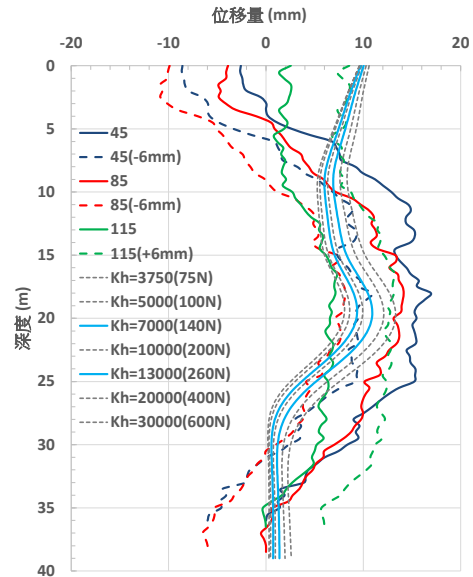 位移量 (mm)
-20 -10 0 10 20
0
5
10
15
20
25
30
35
40
深度 (m)
45
45(-6mm)
85
85(-6mm)
115
115(+6mm)
Kh=3750(75N)
Kh=5000(100N)
Kh=7000(140N)
Kh=10000(200N)
Kh=13000(260N)
Kh=20000(400N)
Kh=30000(600N)